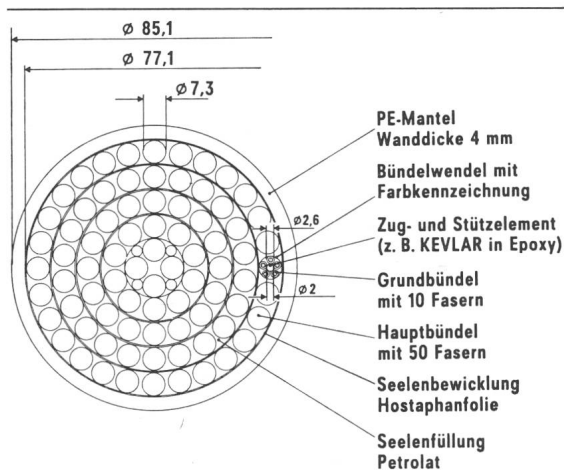 ø 85,1
ø 77,1
ø 7,3
PE-Mantel
Wanddicke 4 mm
Bündelwendel mit
Farbkennzeichnung
ø2,6
Zug- und Stützelement
(z. B. KEVLAR in Epoxy)
Grundbündel
mit 10 Fasern
ø 2
Hauptbündel
mit 50 Fasern
Seelenbewicklung
Hostaphanfolie
Seelenfüllung
Petrolat